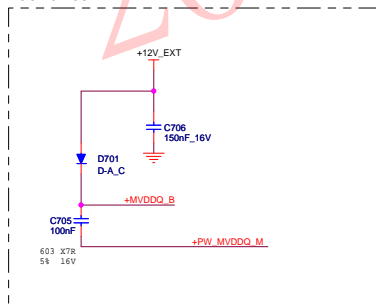 +12V_EXT
C706
150nF_16V
D701
D-A_C
+MVDDQ_B
C705
100nF
+PW_MVDDQ_M
603 X7R
5% 16V